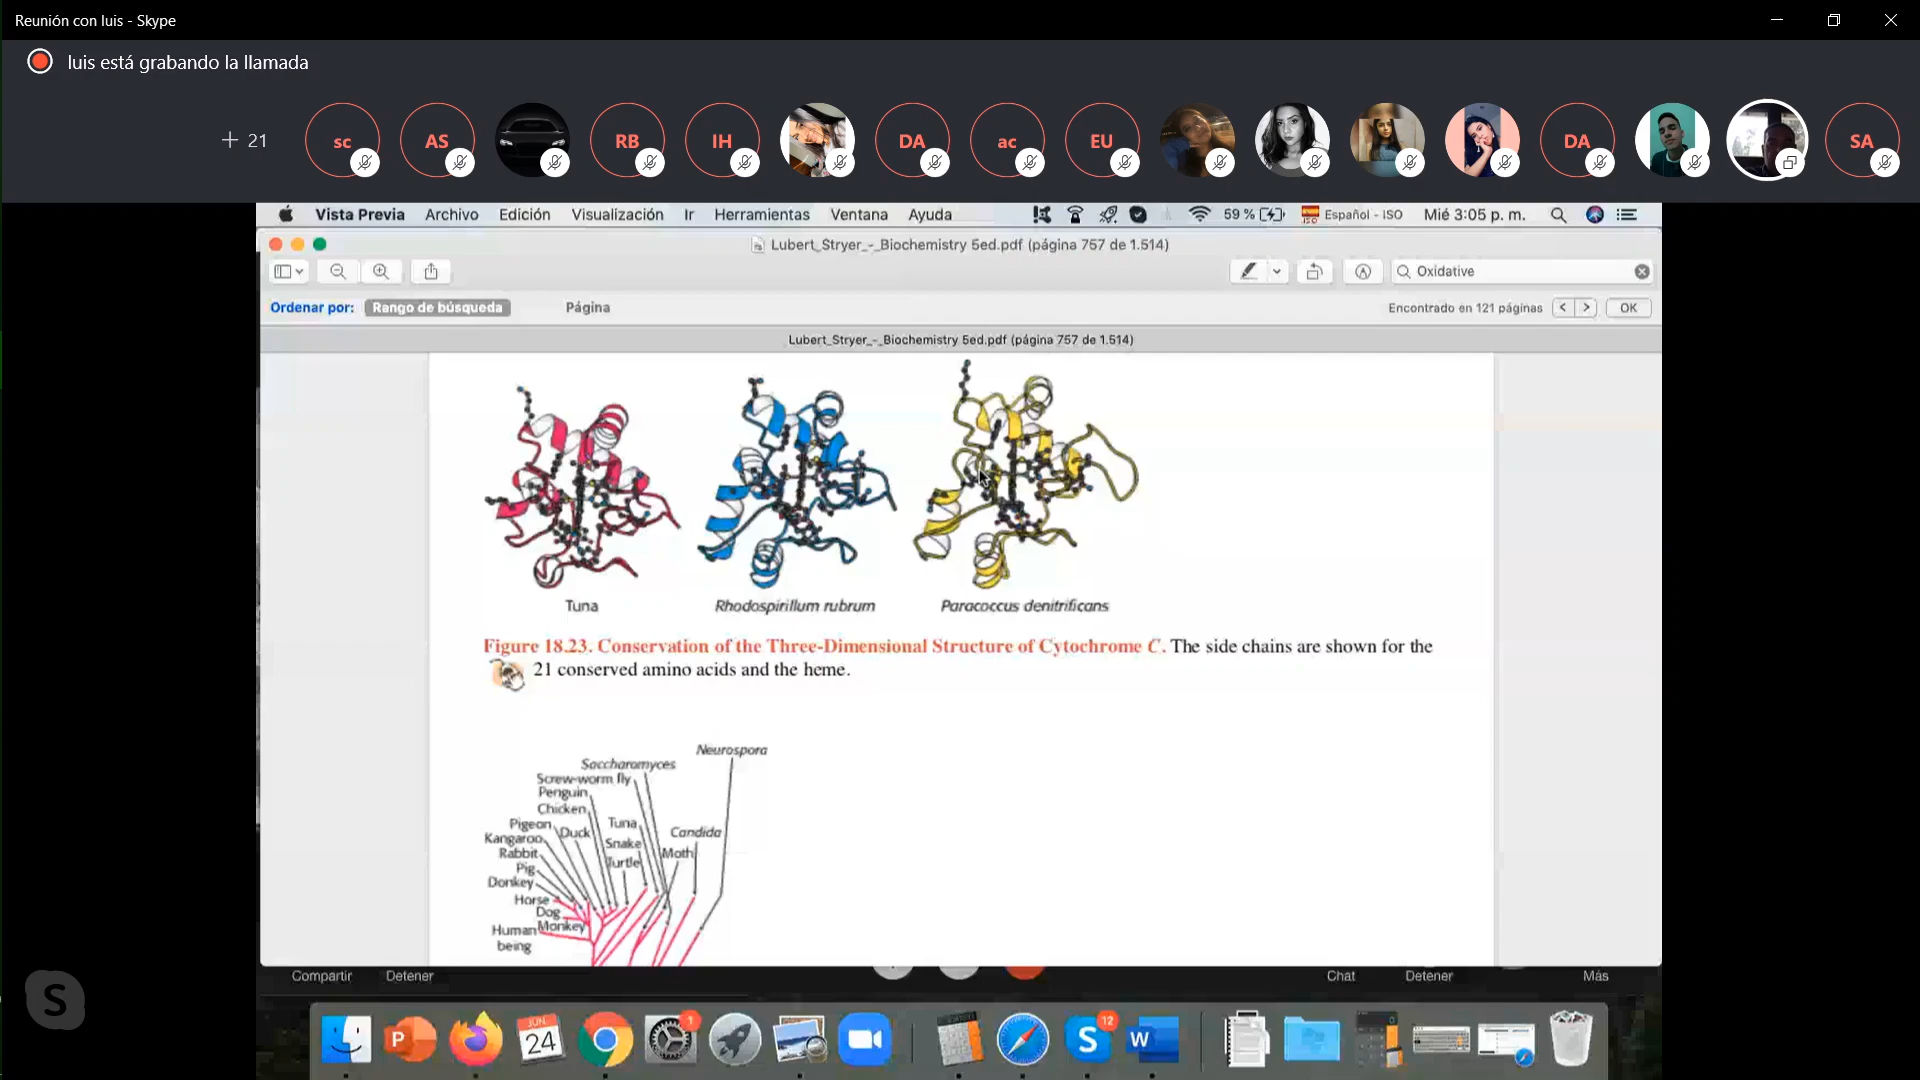 Reunión con luis - Skype
luis está grabando la llamada
+ 21
sc
AS
RB
IH
DA
ac
EU
DA
SA
Vista Previa Archivo Edición Visualización Ir Herramientas Ventana Ayuda
59 % Español - ISO Mié 3:05 p. m.
Lubert_Stryer_-_Biochemistry 5ed.pdf (página 757 de 1.514)
Oxidative
Ordenar por: Rango de búsqueda Página
Encontrado en 121 páginas < > OK
Lubert_Stryer_-_Biochemistry 5ed.pdf (página 757 de 1.514)
Tuna
Rhodospirillum rubrum
Paracoccus denitrificans
Figure 18.23. Conservation of the Three-Dimensional Structure of Cytochrome C. The side chains are shown for the
21 conserved amino acids and the heme.
Neurospora
Saccharomyces
Screw-worm fly
Penguin
Chicken
Pigeon
Duck
Tuna
Candida
Kangaroo
Snake
Rabbit
Moth
Pig
Turtle
Donkey
Horse
Dog
Monkey
Human
being
Compartir Detener
Chat Detener Más
S
P
JUN
24
1
S
12
W